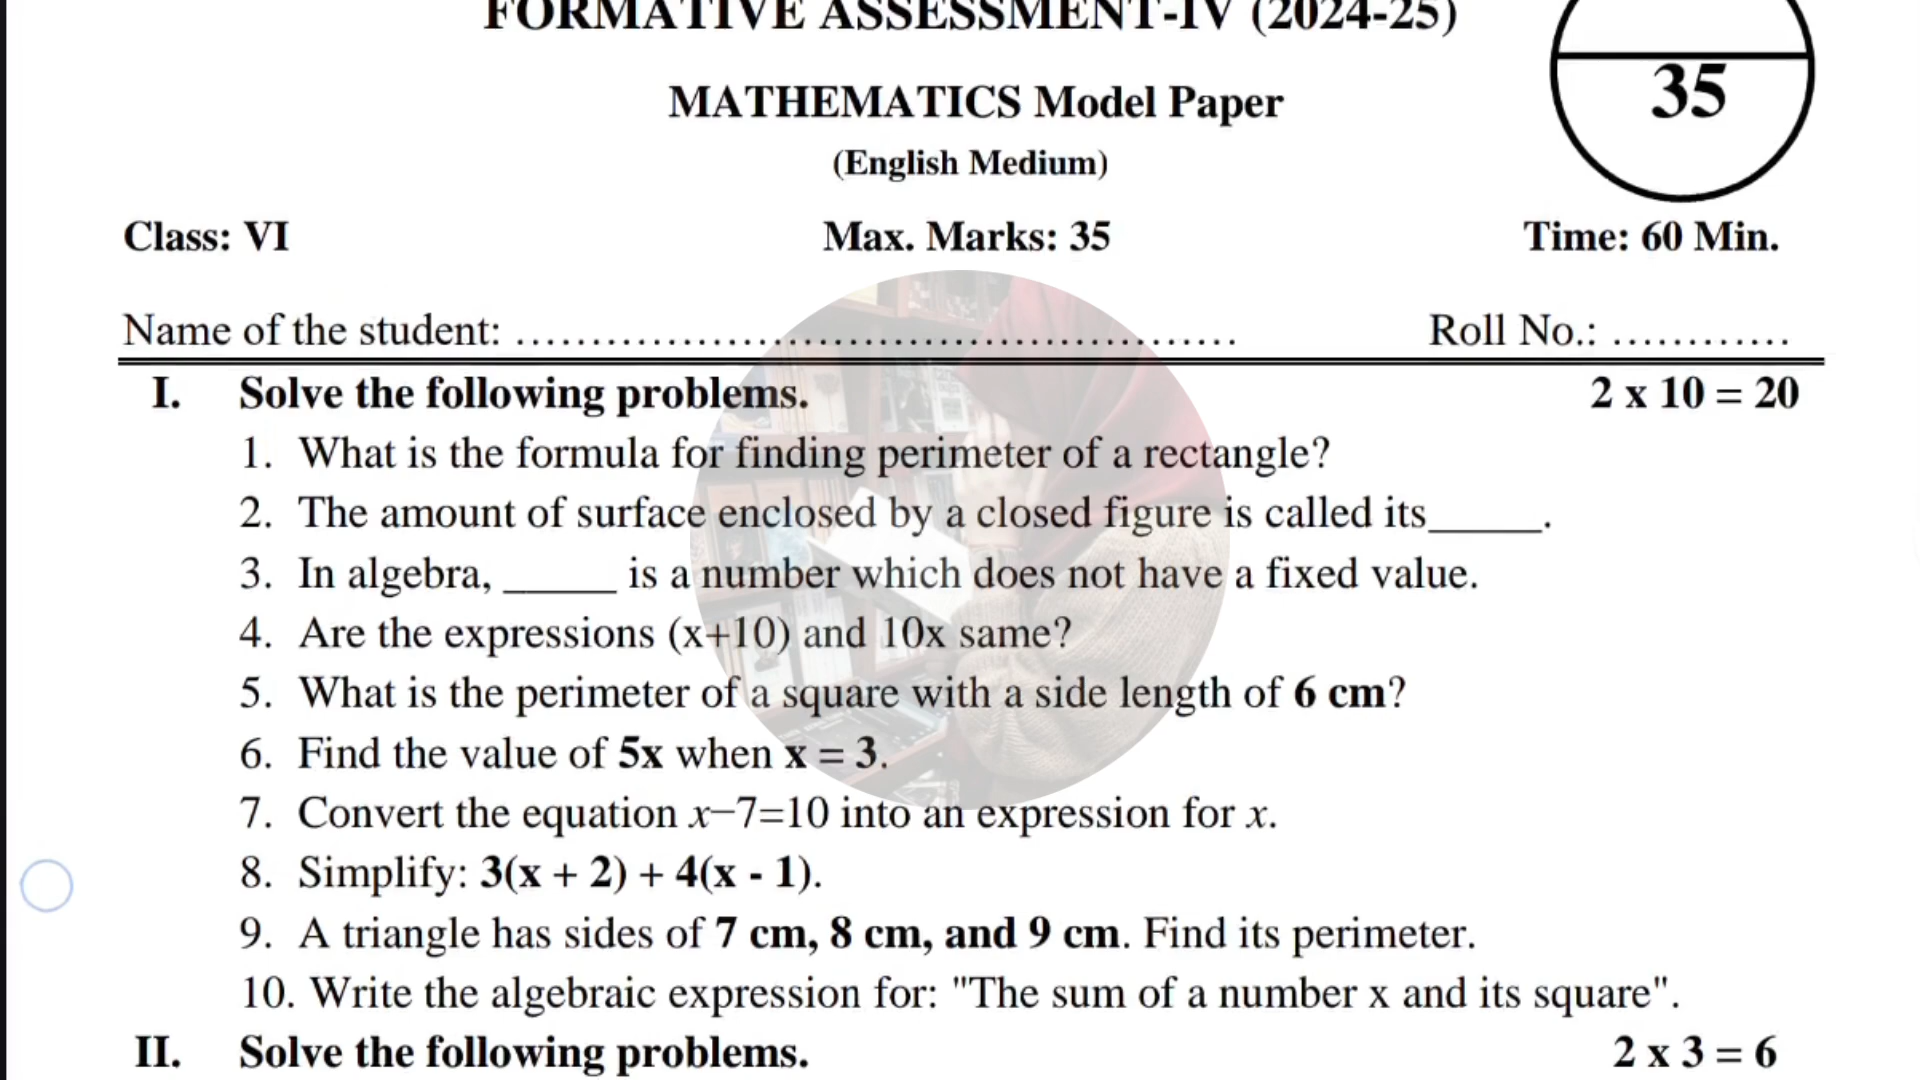 FORMATIVE ASSESSMENT-IV (2024-25)
35
MATHEMATICS Model Paper
(English Medium)
Class: VI Max. Marks: 35 Time: 60 Min.
Name of the student: ................................................ Roll No.: ............
I. Solve the following problems. 2 x 10 = 20
1. What is the formula for finding perimeter of a rectangle?
2. The amount of surface enclosed by a closed figure is called its_____.
3. In algebra, _____ is a number which does not have a fixed value.
4. Are the expressions (x+10) and 10x same?
5. What is the perimeter of a square with a side length of 6 cm?
6. Find the value of 5x when x = 3.
7. Convert the equation x−7=10 into an expression for x.
8. Simplify: 3(x + 2) + 4(x - 1).
9. A triangle has sides of 7 cm, 8 cm, and 9 cm. Find its perimeter.
10. Write the algebraic expression for: "The sum of a number x and its square".
II. Solve the following problems. 2 x 3 = 6